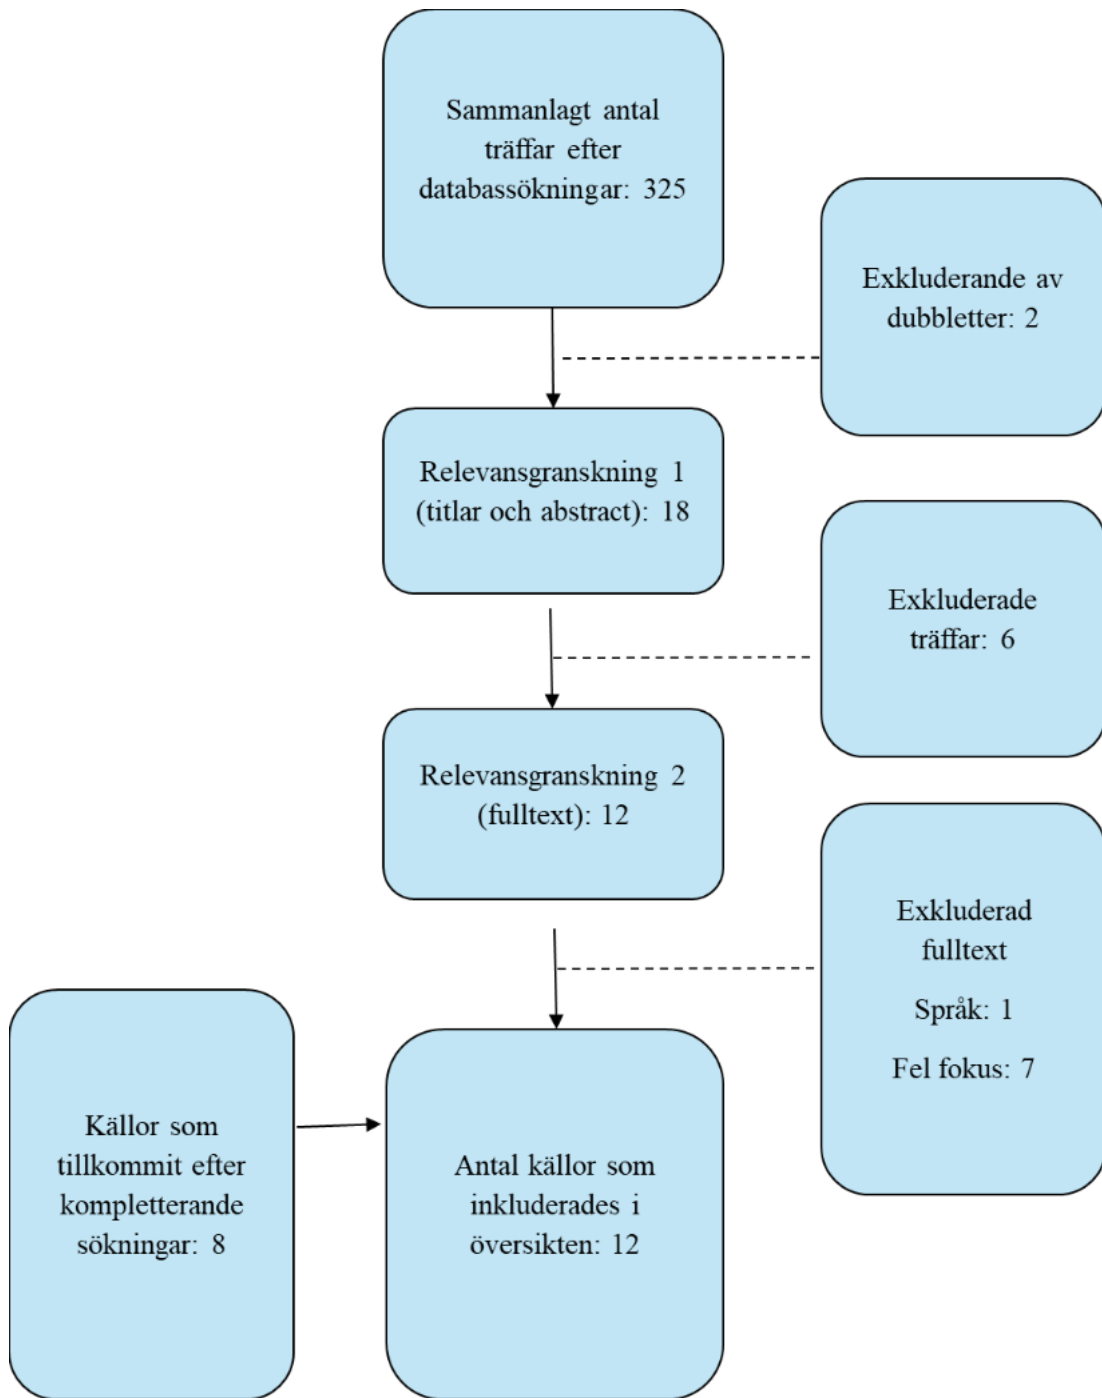 Sammanlagt antal
träffar efter
databassökningar: 325
Exkluderande av
dubbletter: 2
Relevansgranskning 1
(titlar och abstract): 18
Exkluderade
träffar: 6
Relevansgranskning 2
(fulltext): 12
Exkluderad
fulltext
Språk: 1
Fel fokus: 7
Källor som
tillkommit efter
kompletterande
sökningar: 8
Antal källor som
inkluderades i
översikten: 12